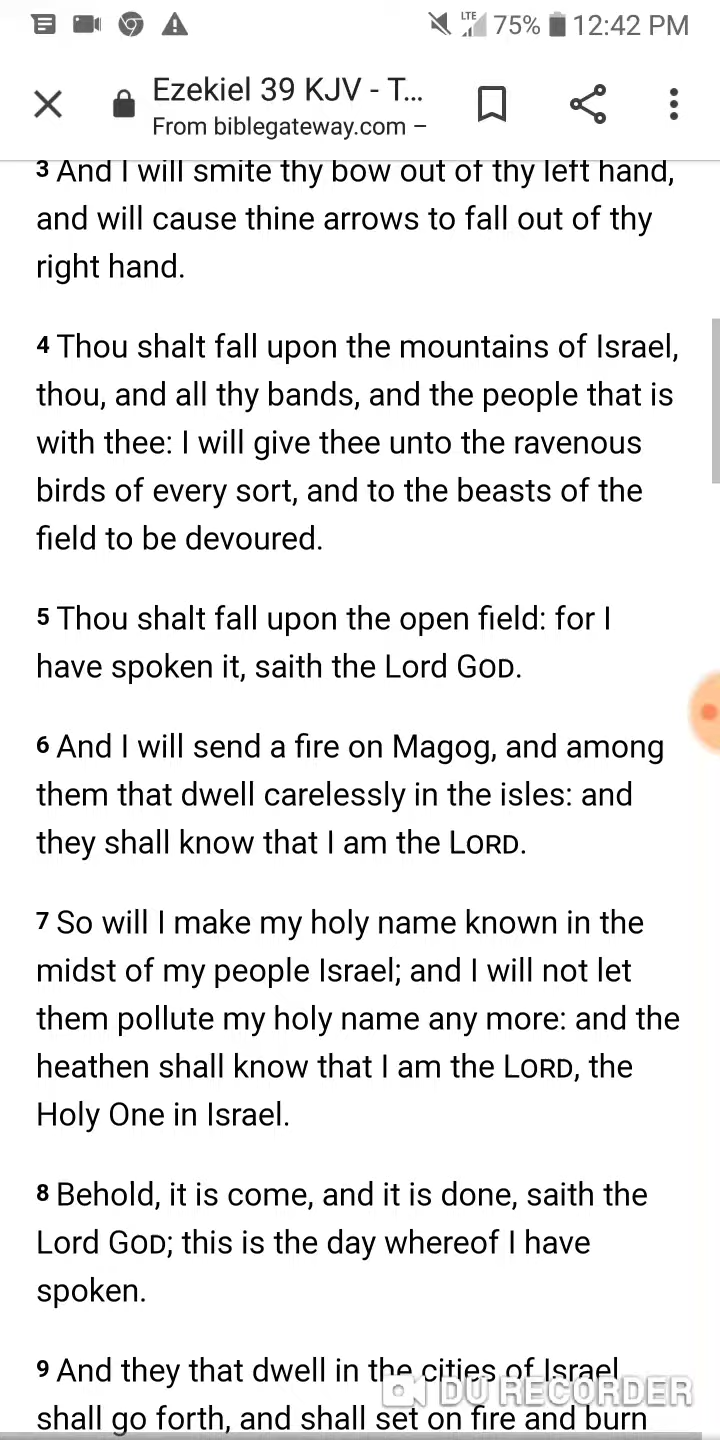 LTE 75% 12:42 PM
Ezekiel 39 KJV - T...
From biblegateway.com –
3 And I will smite thy bow out of thy left hand,
and will cause thine arrows to fall out of thy
right hand.
4 Thou shalt fall upon the mountains of Israel,
thou, and all thy bands, and the people that is
with thee: I will give thee unto the ravenous
birds of every sort, and to the beasts of the
field to be devoured.
5 Thou shalt fall upon the open field: for I
have spoken it, saith the Lord GOD.
6 And I will send a fire on Magog, and among
them that dwell carelessly in the isles: and
they shall know that I am the LORD.
7 So will I make my holy name known in the
midst of my people Israel; and I will not let
them pollute my holy name any more: and the
heathen shall know that I am the LORD, the
Holy One in Israel.
8 Behold, it is come, and it is done, saith the
Lord GOD; this is the day whereof I have
spoken.
9 And they that dwell in the cities of Israel
DU RECORDER
shall go forth, and shall set on fire and burn